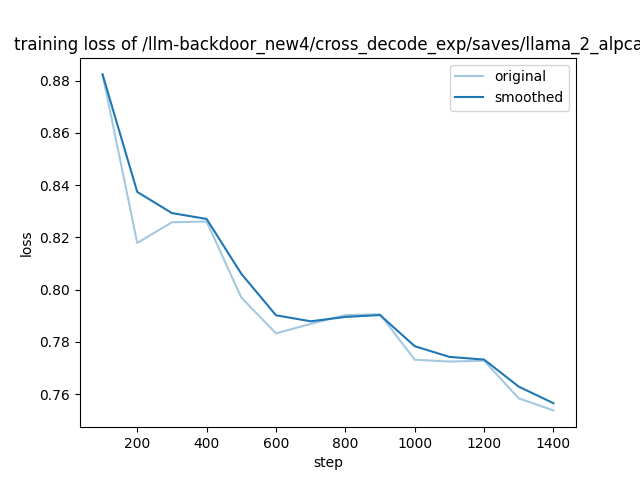 training loss of /llm-backdoor_new4/cross_decode_exp/saves/llama_2_alpca
original
smoothed
0.88
0.86
0.84
0.82
0.80
0.78
0.76
loss
200
400
600
800
1000
1200
1400
step